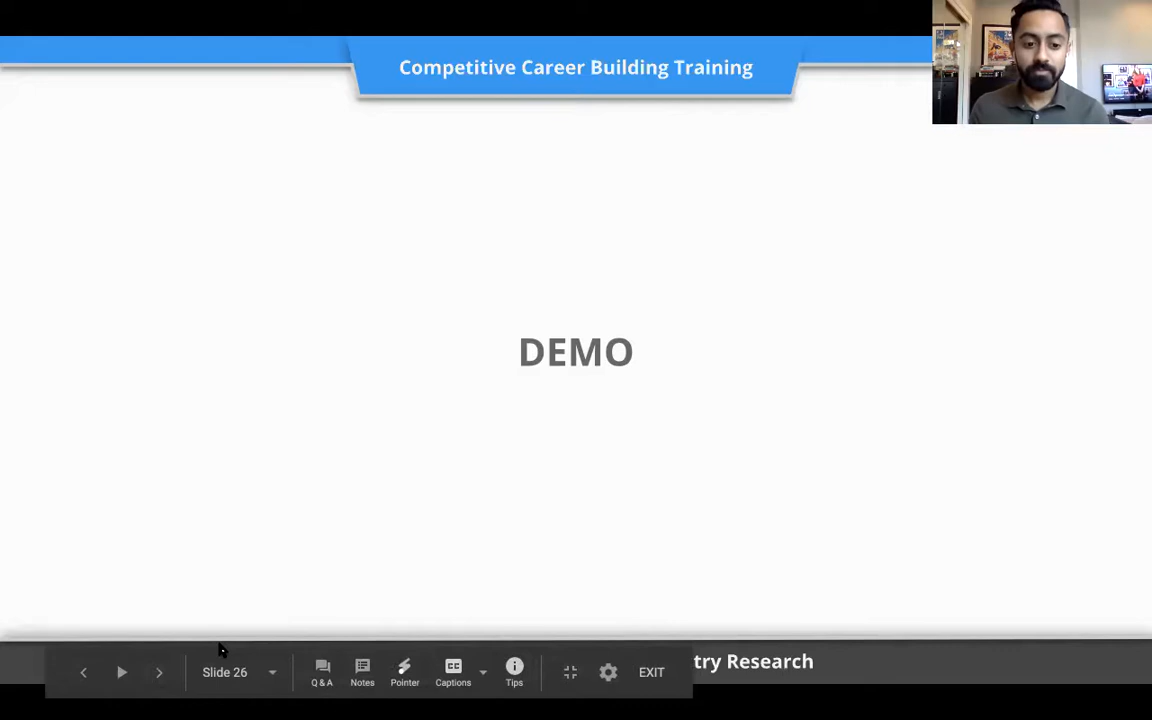 Competitive Career Building Training
DEMO
try Research
Slide 26
Q & A
Notes
Pointer
Captions
Tips
EXIT